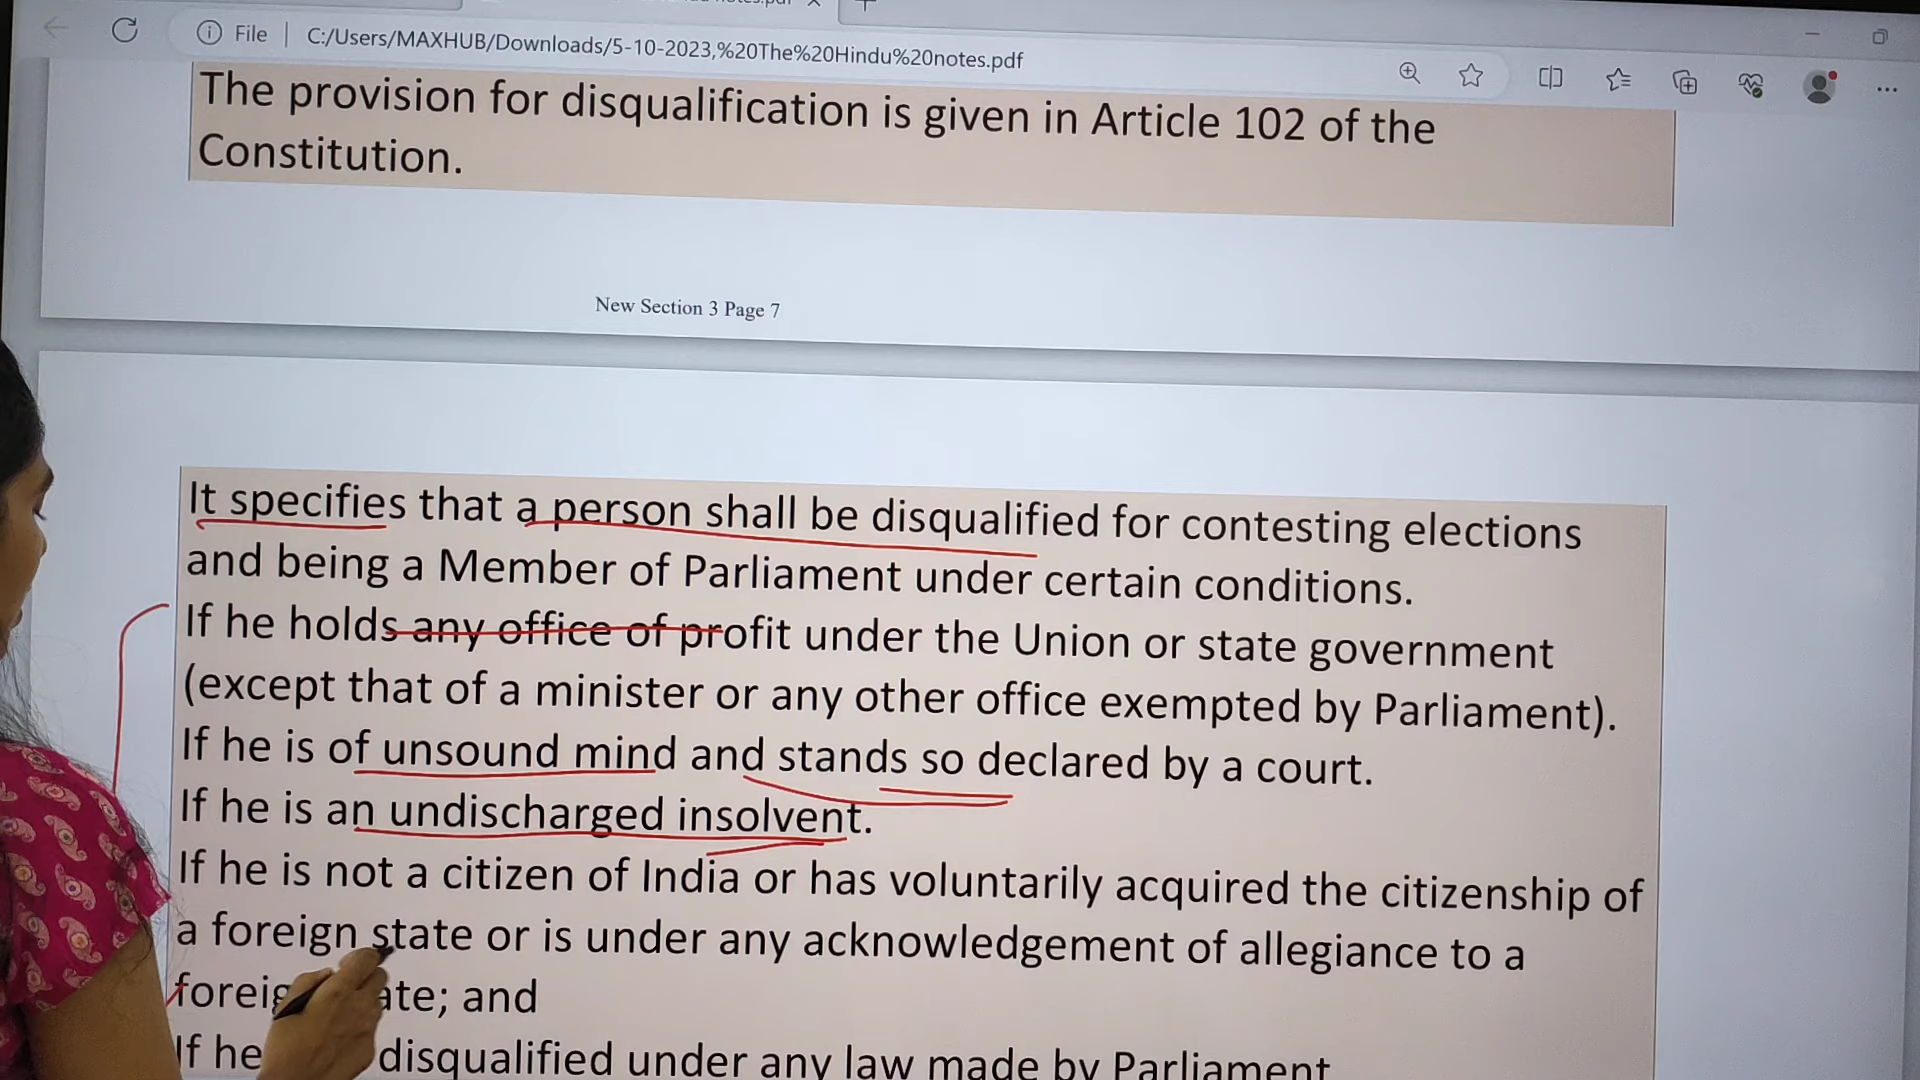 File C:/Users/MAXHUB/Downloads/5-10-2023,%20The%20Hindu%20notes.pdf
The provision for disqualification is given in Article 102 of the
Constitution.
New Section 3 Page 7
It specifies that a person shall be disqualified for contesting elections
and being a Member of Parliament under certain conditions.
If he holds any office of profit under the Union or state government
(except that of a minister or any other office exempted by Parliament).
If he is of unsound mind and stands so declared by a court.
If he is an undischarged insolvent.
If he is not a citizen of India or has voluntarily acquired the citizenship of
a foreign state or is under any acknowledgement of allegiance to a
and
If he disqualified under any law made by Parliament